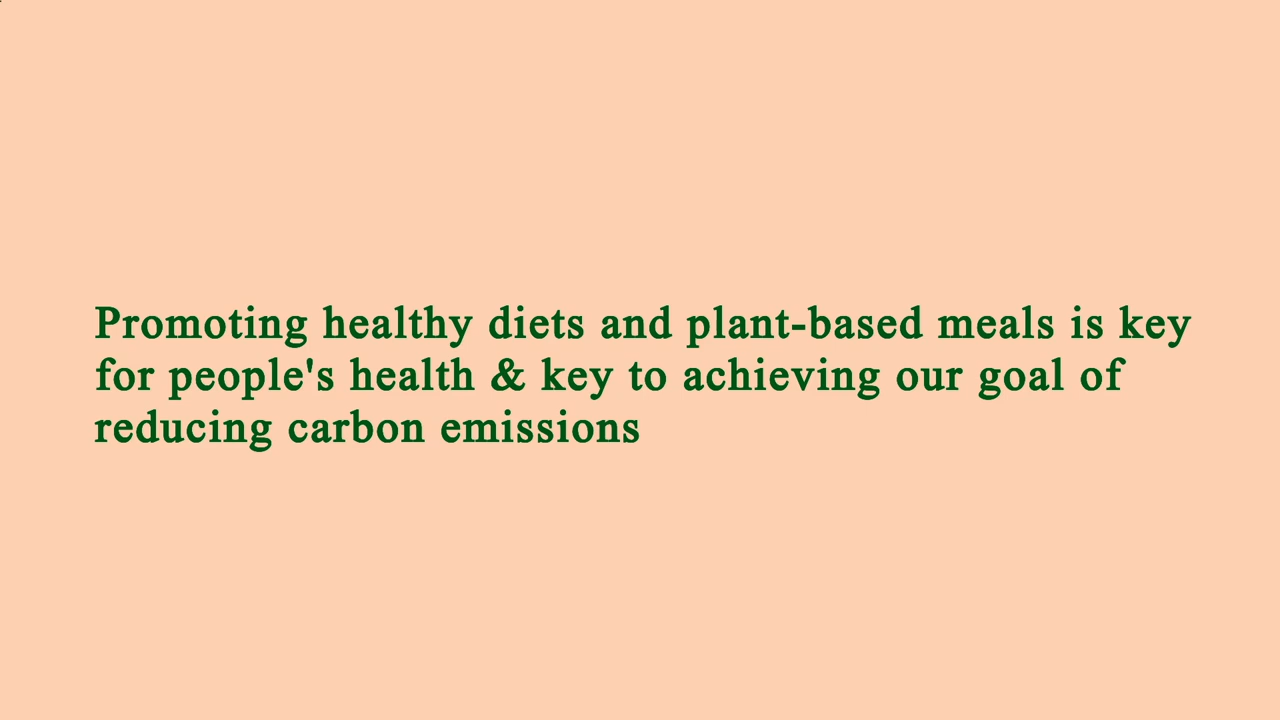 Promoting healthy diets and plant-based meals is key
for people's health & key to achieving our goal of
reducing carbon emissions